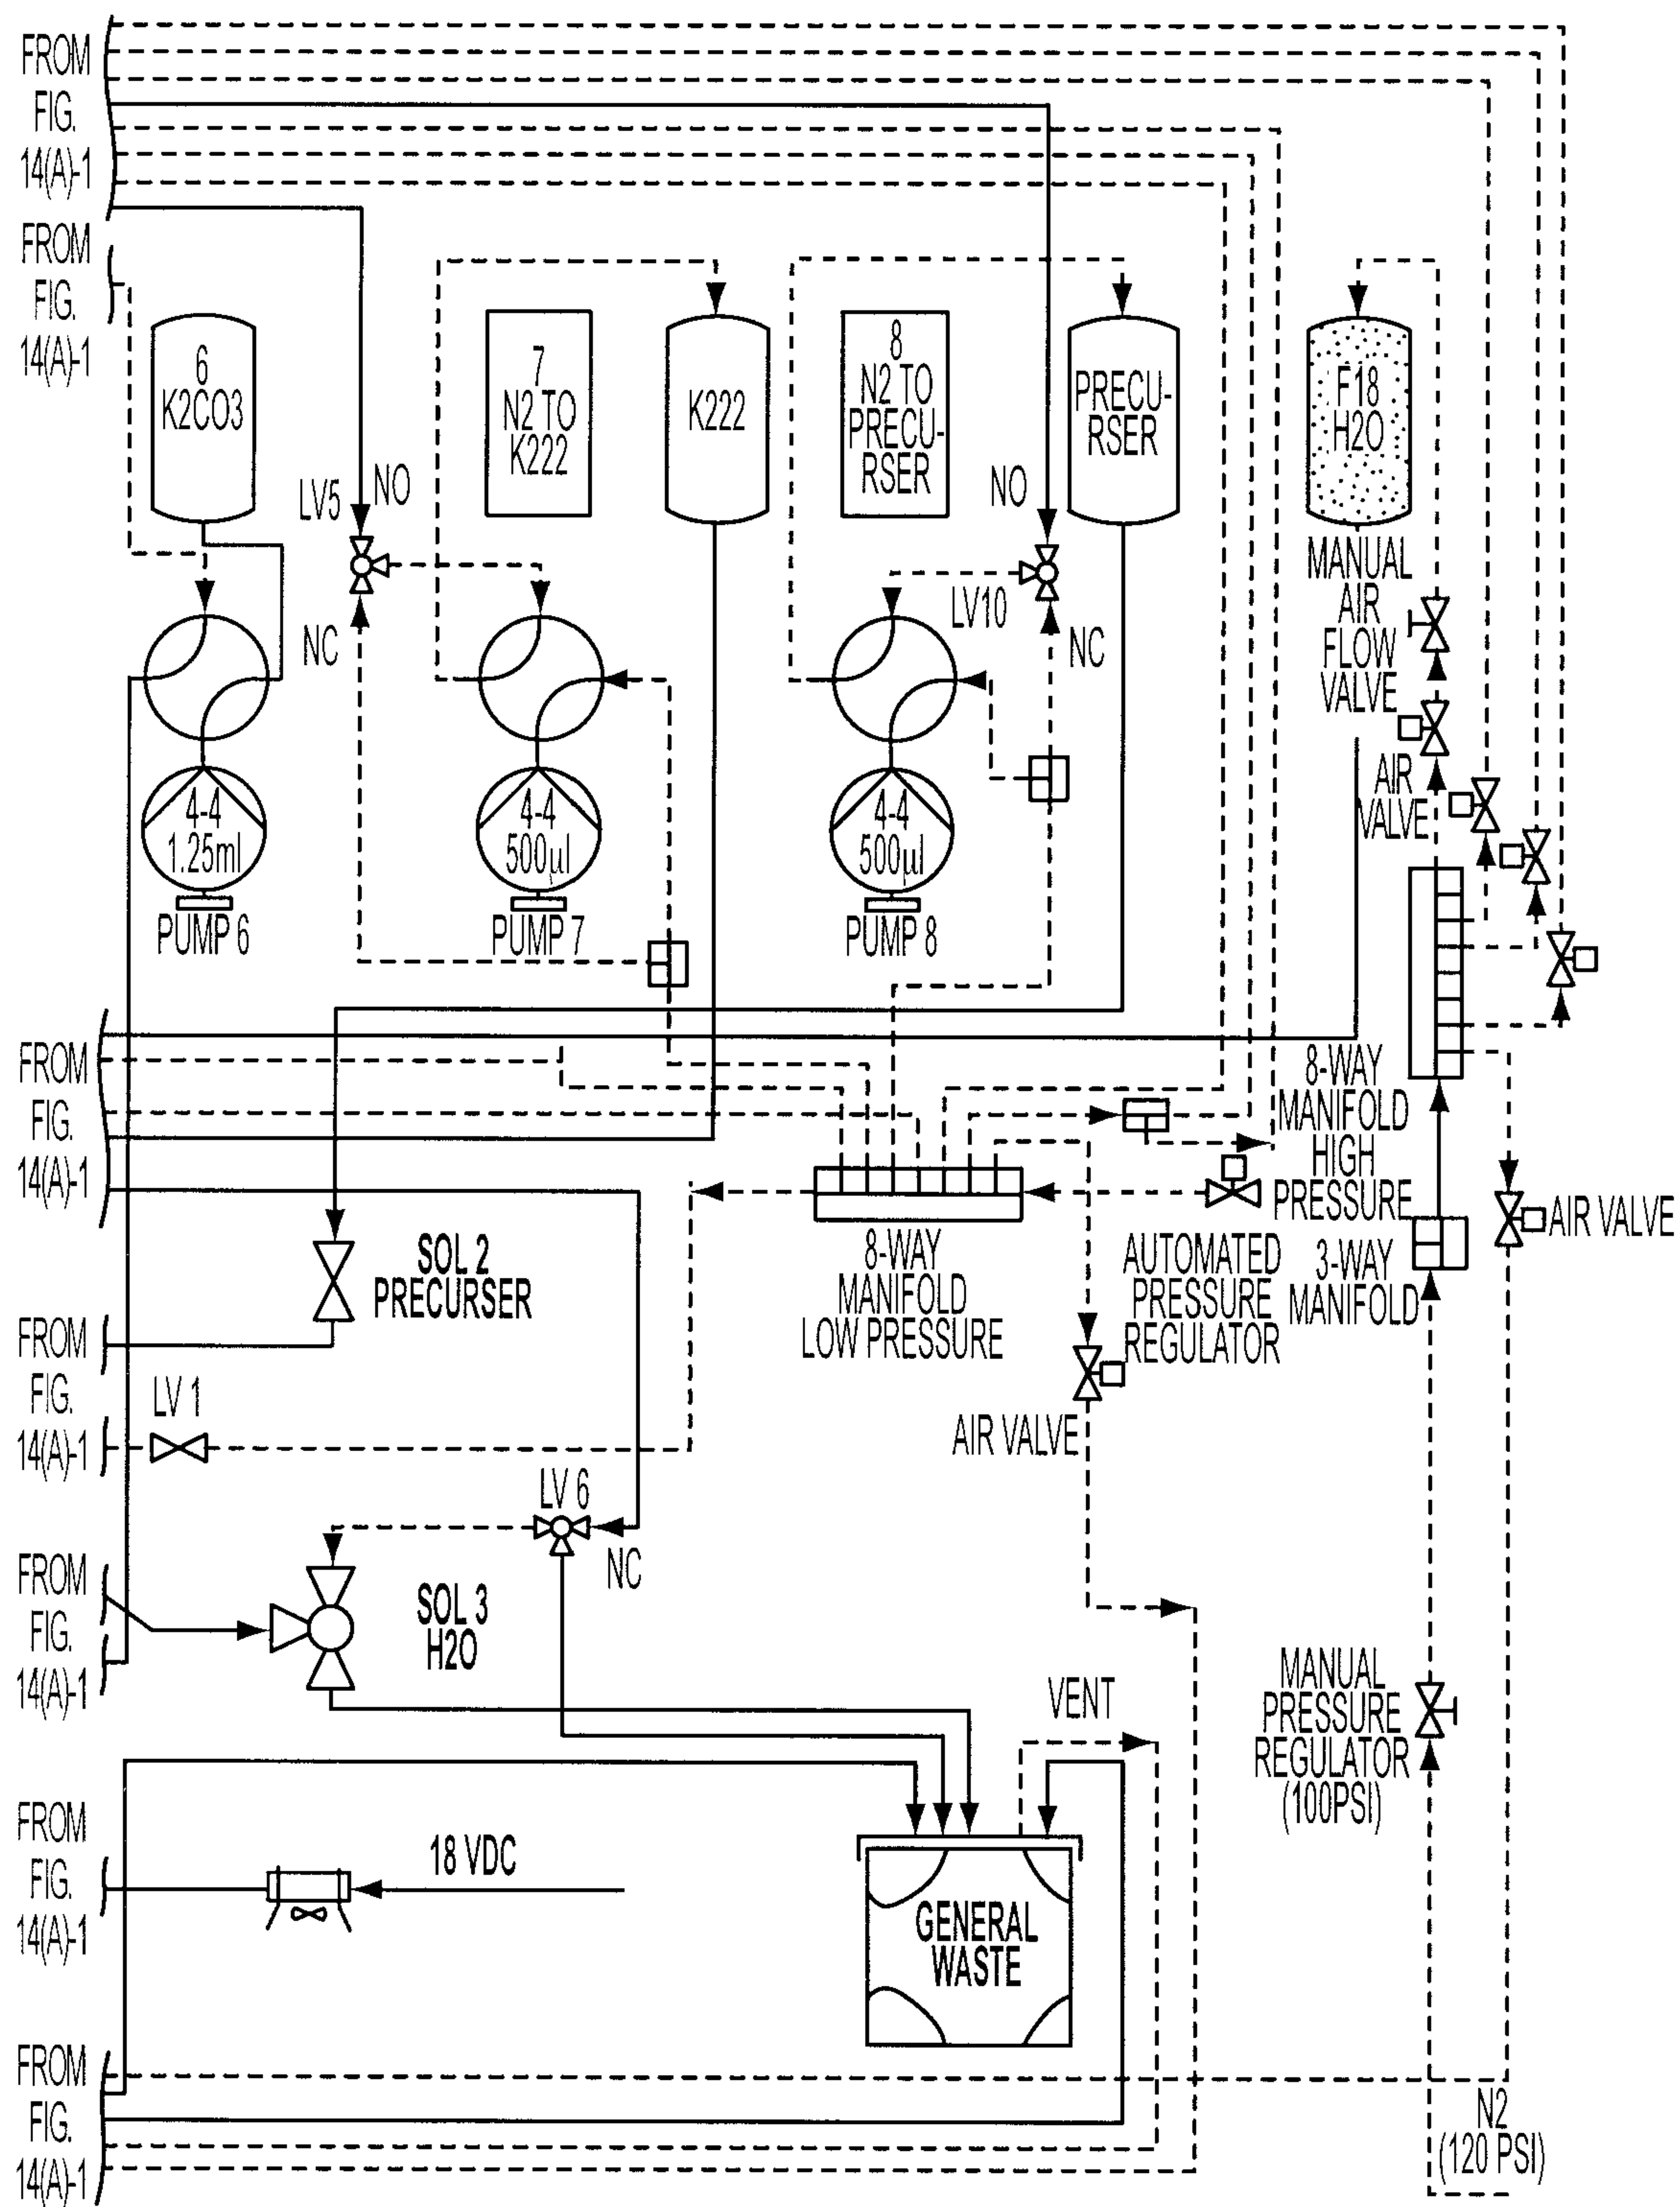 FROM
FIG.
14(A)-1
FROM
FIG.
14(A)-1
6
K2CO3
LV5
NO
NC
7
N2 TO
K222
K222
8
N2 TO
PRECU-
RSER
NO
LV10
NC
PRECU-
RSER
F18
H2O
MANUAL
AIR
FLOW
VALVE
AIR
VALVE
4-4
1.25ml
PUMP 6
4-4
500µl
PUMP 7
4-4
500µl
PUMP 8
FROM
FIG.
14(A)-1
8-WAY
MANIFOLD
HIGH
PRESSURE
3-WAY
MANIFOLD
AIR VALVE
SOL 2
PRECURSER
8-WAY
MANIFOLD
LOW PRESSURE
AUTOMATED
PRESSURE
REGULATOR
FROM
FIG.
14(A)-1
LV 1
AIR VALVE
LV 6
NC
FROM
FIG.
14(A)-1
SOL 3
H2O
VENT
MANUAL
PRESSURE
REGULATOR
(100PSI)
FROM
FIG.
14(A)-1
18 VDC
GENERAL
WASTE
FROM
FIG.
14(A)-1
N2
(120 PSI)